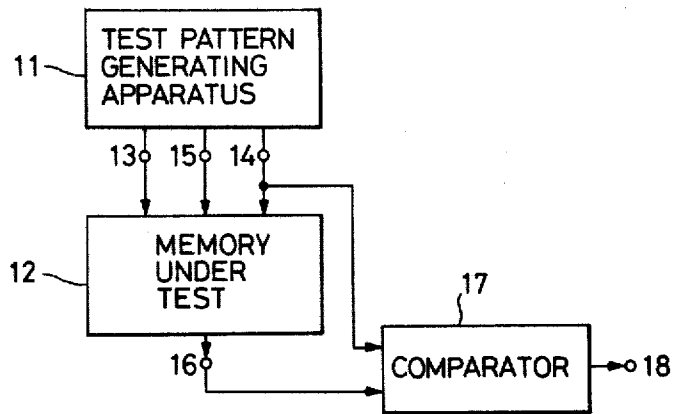 11
TEST PATTERN
GENERATING
APPARATUS
13
15
14
12
MEMORY
UNDER
TEST
16
17
COMPARATOR
18